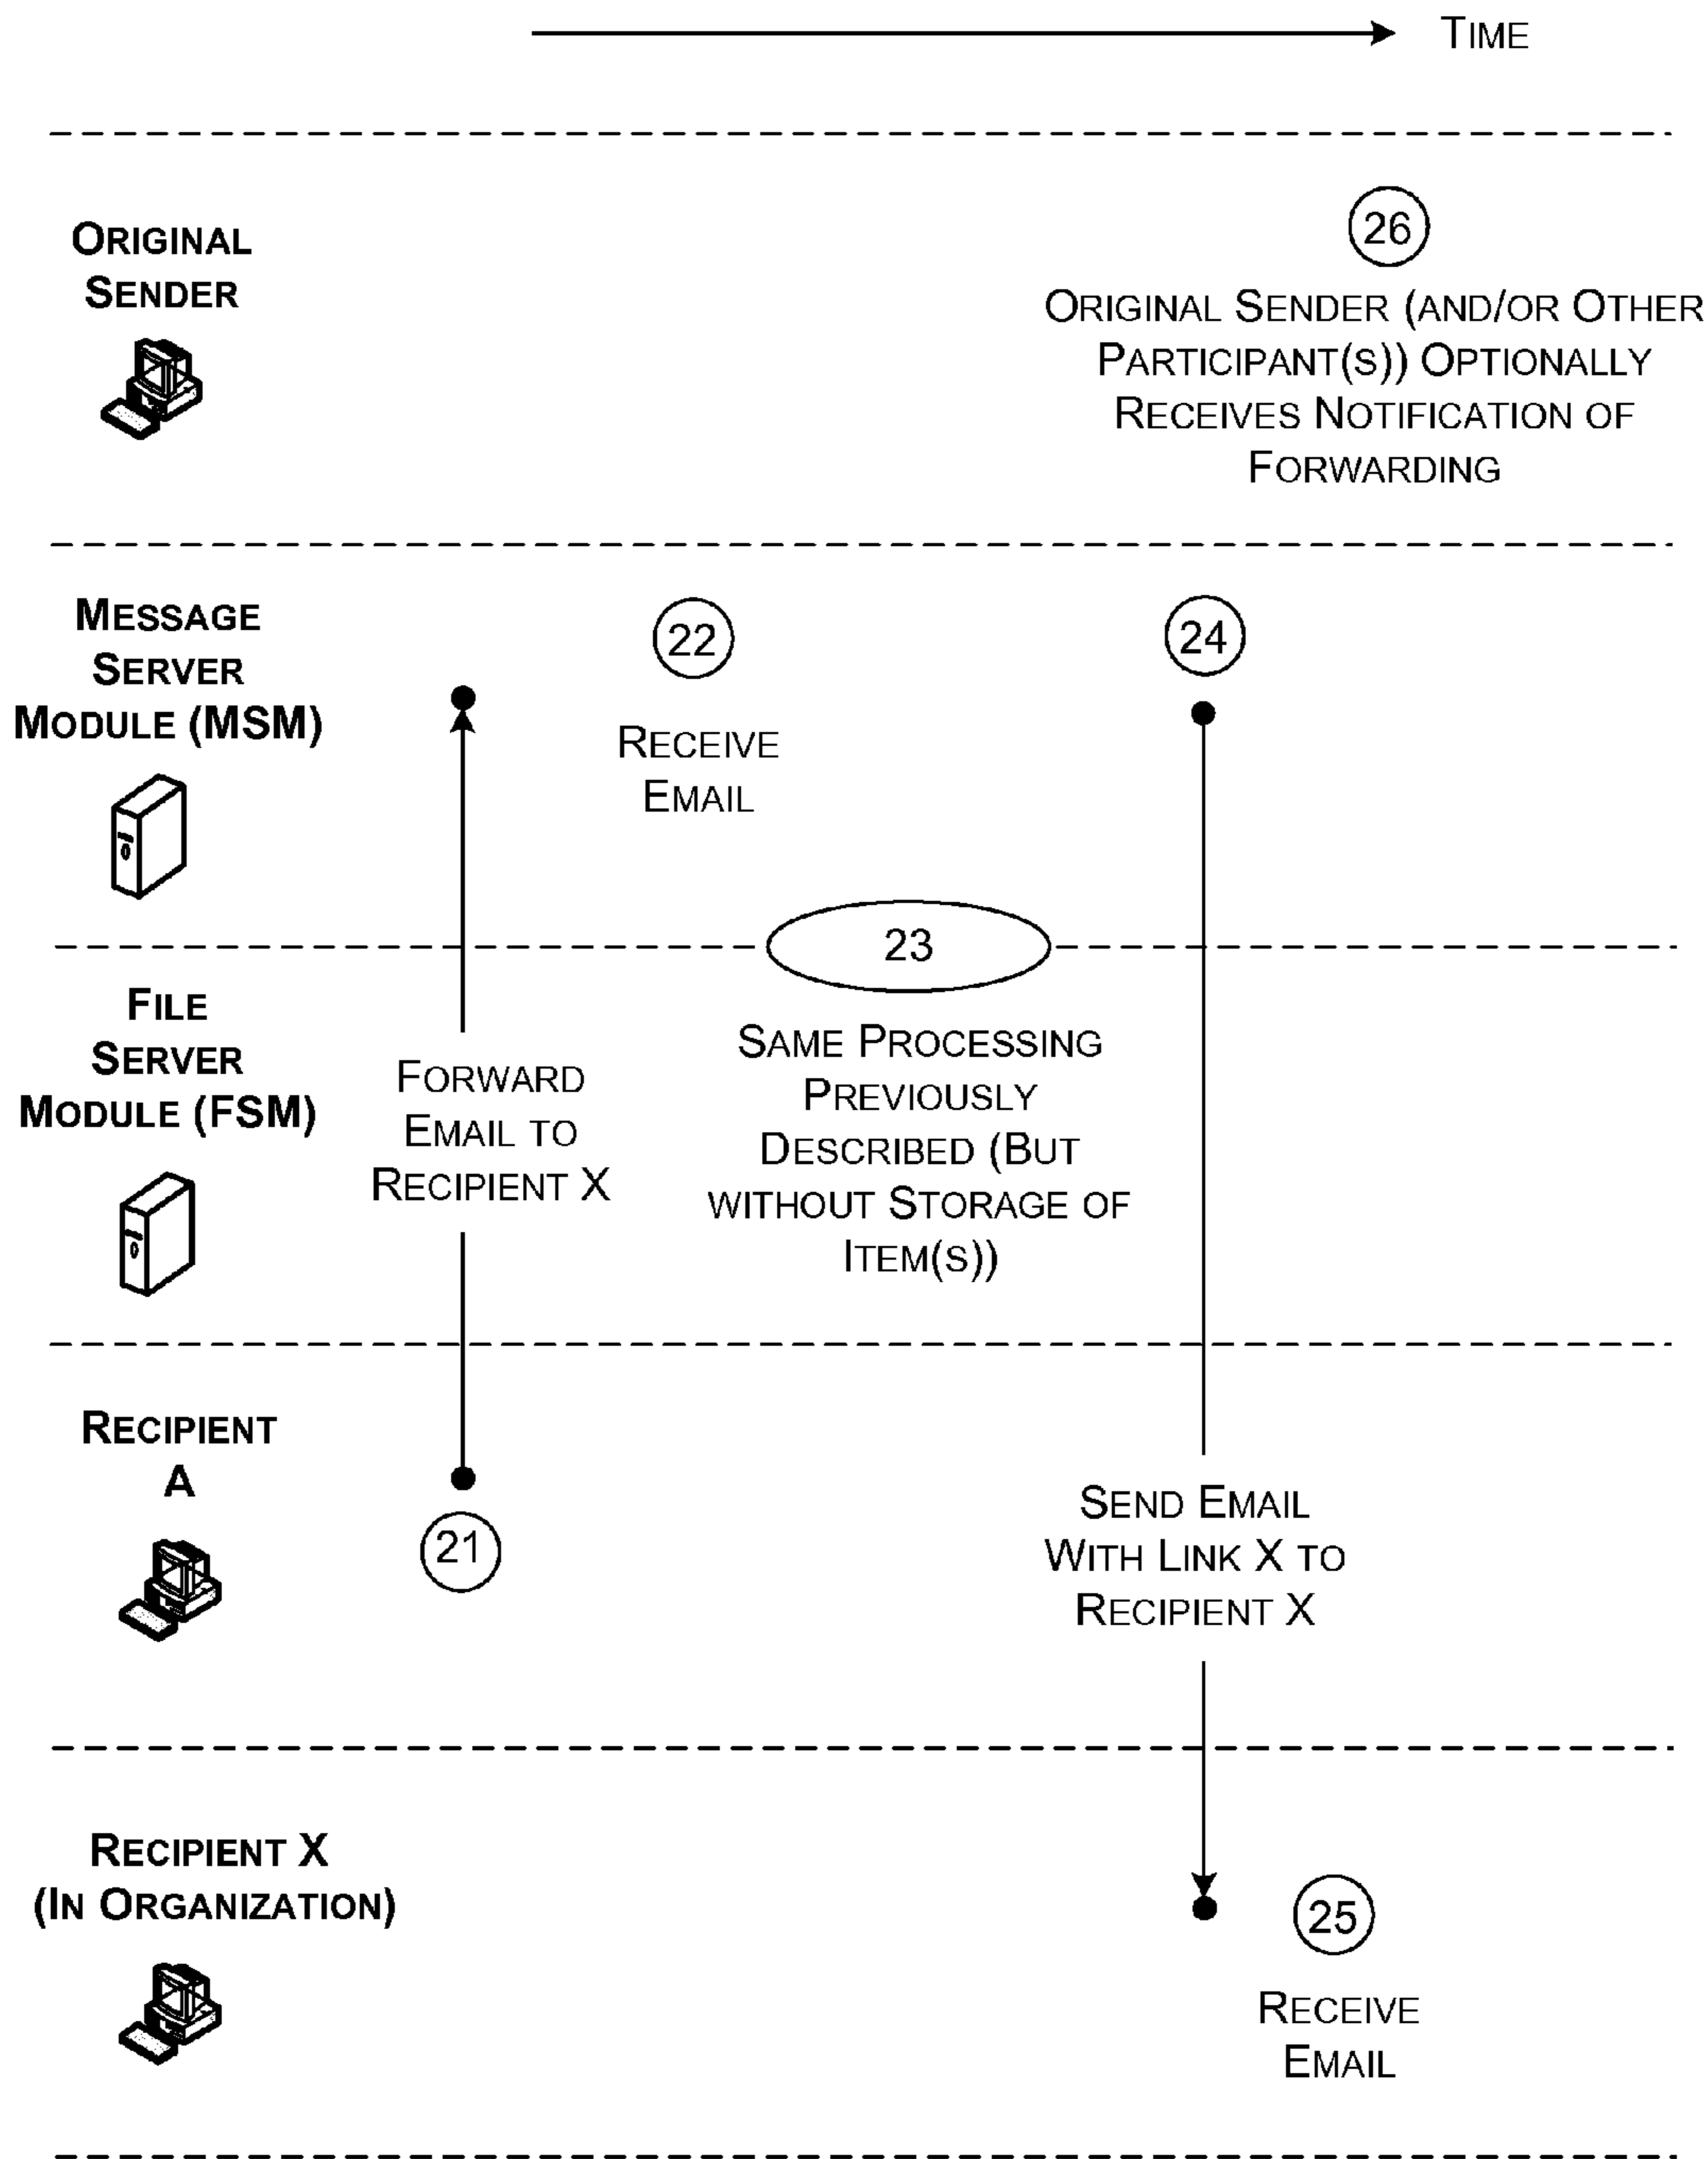 TIME
ORIGINAL
SENDER
26
ORIGINAL SENDER (AND/OR OTHER
PARTICIPANT(S)) OPTIONALLY
RECEIVES NOTIFICATION OF
FORWARDING
MESSAGE
SERVER
MODULE (MSM)
22
RECEIVE
EMAIL
24
23
FILE
SERVER
MODULE (FSM)
FORWARD
EMAIL TO
RECIPIENT X
SAME PROCESSING
PREVIOUSLY
DESCRIBED (BUT
WITHOUT STORAGE OF
ITEM(S))
RECIPIENT
A
21
SEND EMAIL
WITH LINK X TO
RECIPIENT X
RECIPIENT X
(IN ORGANIZATION)
25
RECEIVE
EMAIL